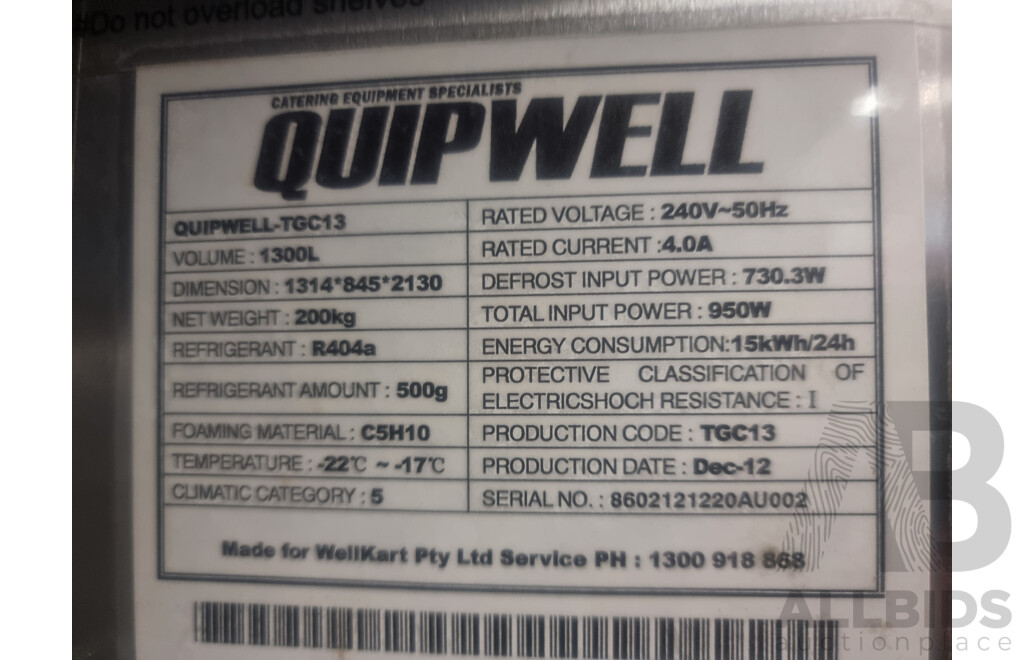 #Do not overload shelves
CATERING EQUIPMENT SPECIALISTS
QUIPWELL
QUIPWELL-TGC13
VOLUME : 1300L
DIMENSION : 1314*845*2130
NET WEIGHT : 200kg
REFRIGERANT : R404a
REFRIGERANT AMOUNT : 500g
FOAMING MATERIAL : C5H10
TEMPERATURE : -22℃ ~ -17℃
CLIMATIC CATEGORY : 5
RATED VOLTAGE : 240V~50Hz
RATED CURRENT :4.0A
DEFROST INPUT POWER : 730.3W
TOTAL INPUT POWER : 950W
ENERGY CONSUMPTION:15kWh/24h
PROTECTIVE CLASSIFICATION OF
ELECTRICSHOCH RESISTANCE : I
PRODUCTION CODE : TGC13
PRODUCTION DATE : Dec-12
SERIAL NO. : 8602121220AU002
Made for WellKart Pty Ltd Service PH : 1300 918 868
AB
ALLBIDS
auctionplace